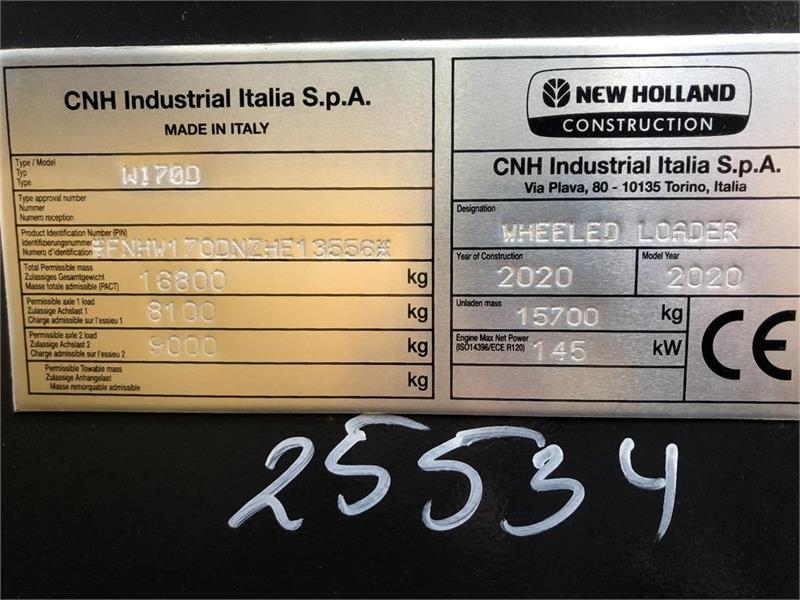 CNH Industrial Italia S.p.A.
MADE IN ITALY
Type / Model
Typ
Type
W170D
Type approval number
Nummer
Numero reception
Product Identification Number (PIN)
Identifizierungsnummer
Numero d'identification
*FNHW170DNZHE13556*
Total Permissible mass
Zulassiges Gesamtgewicht
Masse totale admissible (PACT)
16800 kg
Permissible axle 1 load
Zulassige Achslast 1
Charge admissible sur l'essieu 1
8100 kg
Permissible axle 2 load
Zulassige Achslast 2
Charge admissible sur l'essieu 2
9000 kg
Permissible Towable mass
Zulassige Anhangelast
Masse remorquable admissible
kg
NEW HOLLAND
CONSTRUCTION
CNH Industrial Italia S.p.A.
Via Plava, 80 - 10135 Torino, Italia
Designation
WHEELED LOADER
Year of Construction
2020
Model Year
2020
Unladen mass
15700 kg
Engine Max Net Power
(ISO14396/ECE R120)
145 kW
CE
25534